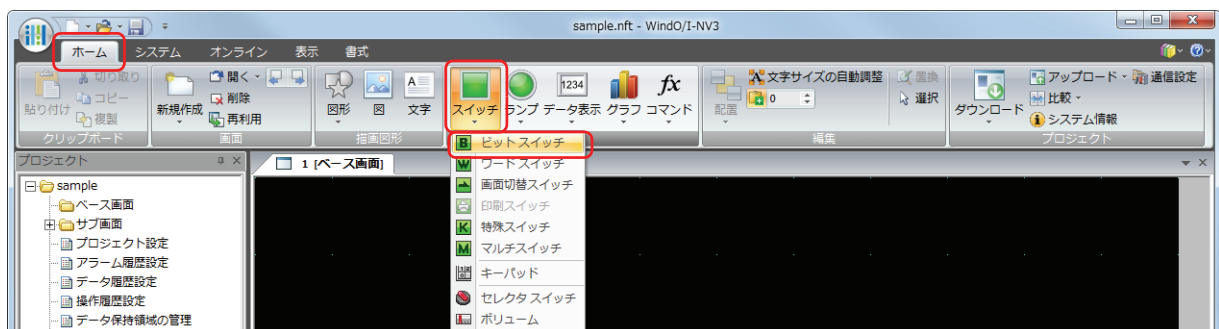 sample.nft - WindO/I-NV3
ホーム システム オンライン 表示 書式
切り取り
コピー
貼り付け
複製
クリップボード
新規作成
開く
削除
再利用
画面
図形 図 文字
描画図形
スイッチ ランプ データ表示 グラフ コマンド
1234
fx
配置
文字サイズの自動調整
0
置換
選択
編集
ダウンロード
アップロード
比較
システム情報
通信設定
プロジェクト
プロジェクト
1 [ベース画面]
sample
ベース画面
サブ画面
プロジェクト設定
アラーム履歴設定
データ履歴設定
操作履歴設定
データ保持領域の管理
B ビットスイッチ
W ワードスイッチ
画面切替スイッチ
印刷スイッチ
K 特殊スイッチ
M マルチスイッチ
キーパッド
セレクタ スイッチ
ボリューム